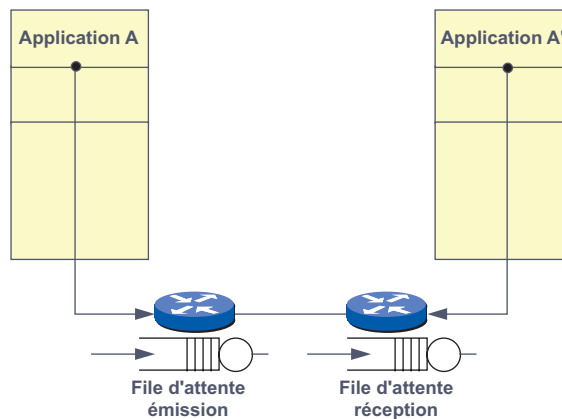 Application A
Application A'
File d'attente
émission
File d'attente
réception